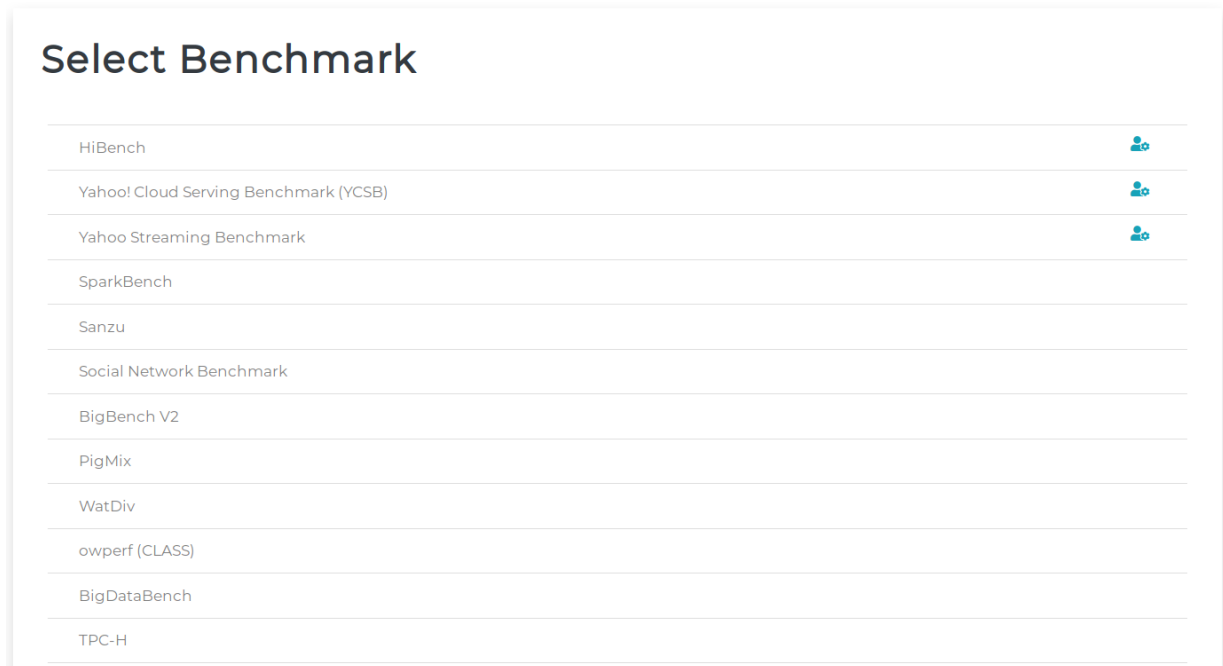 Select Benchmark
HiBench
Yahoo! Cloud Serving Benchmark (YCSB)
Yahoo Streaming Benchmark
SparkBench
Sanzu
Social Network Benchmark
BigBench V2
PigMix
WatDiv
owperf (CLASS)
BigDataBench
TPC-H